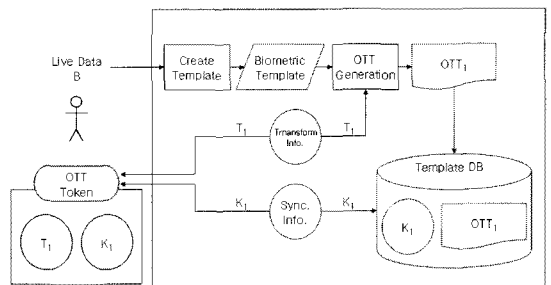 Live Data
B
Create
Template
Biometric
Template
OTT
Generation
OTT₁
T₁
Trnansform
Info.
T₁
Template DB
OTT
Token
K₁
Sync.
Info.
K₁
K₁
OTT₁
T₁
K₁